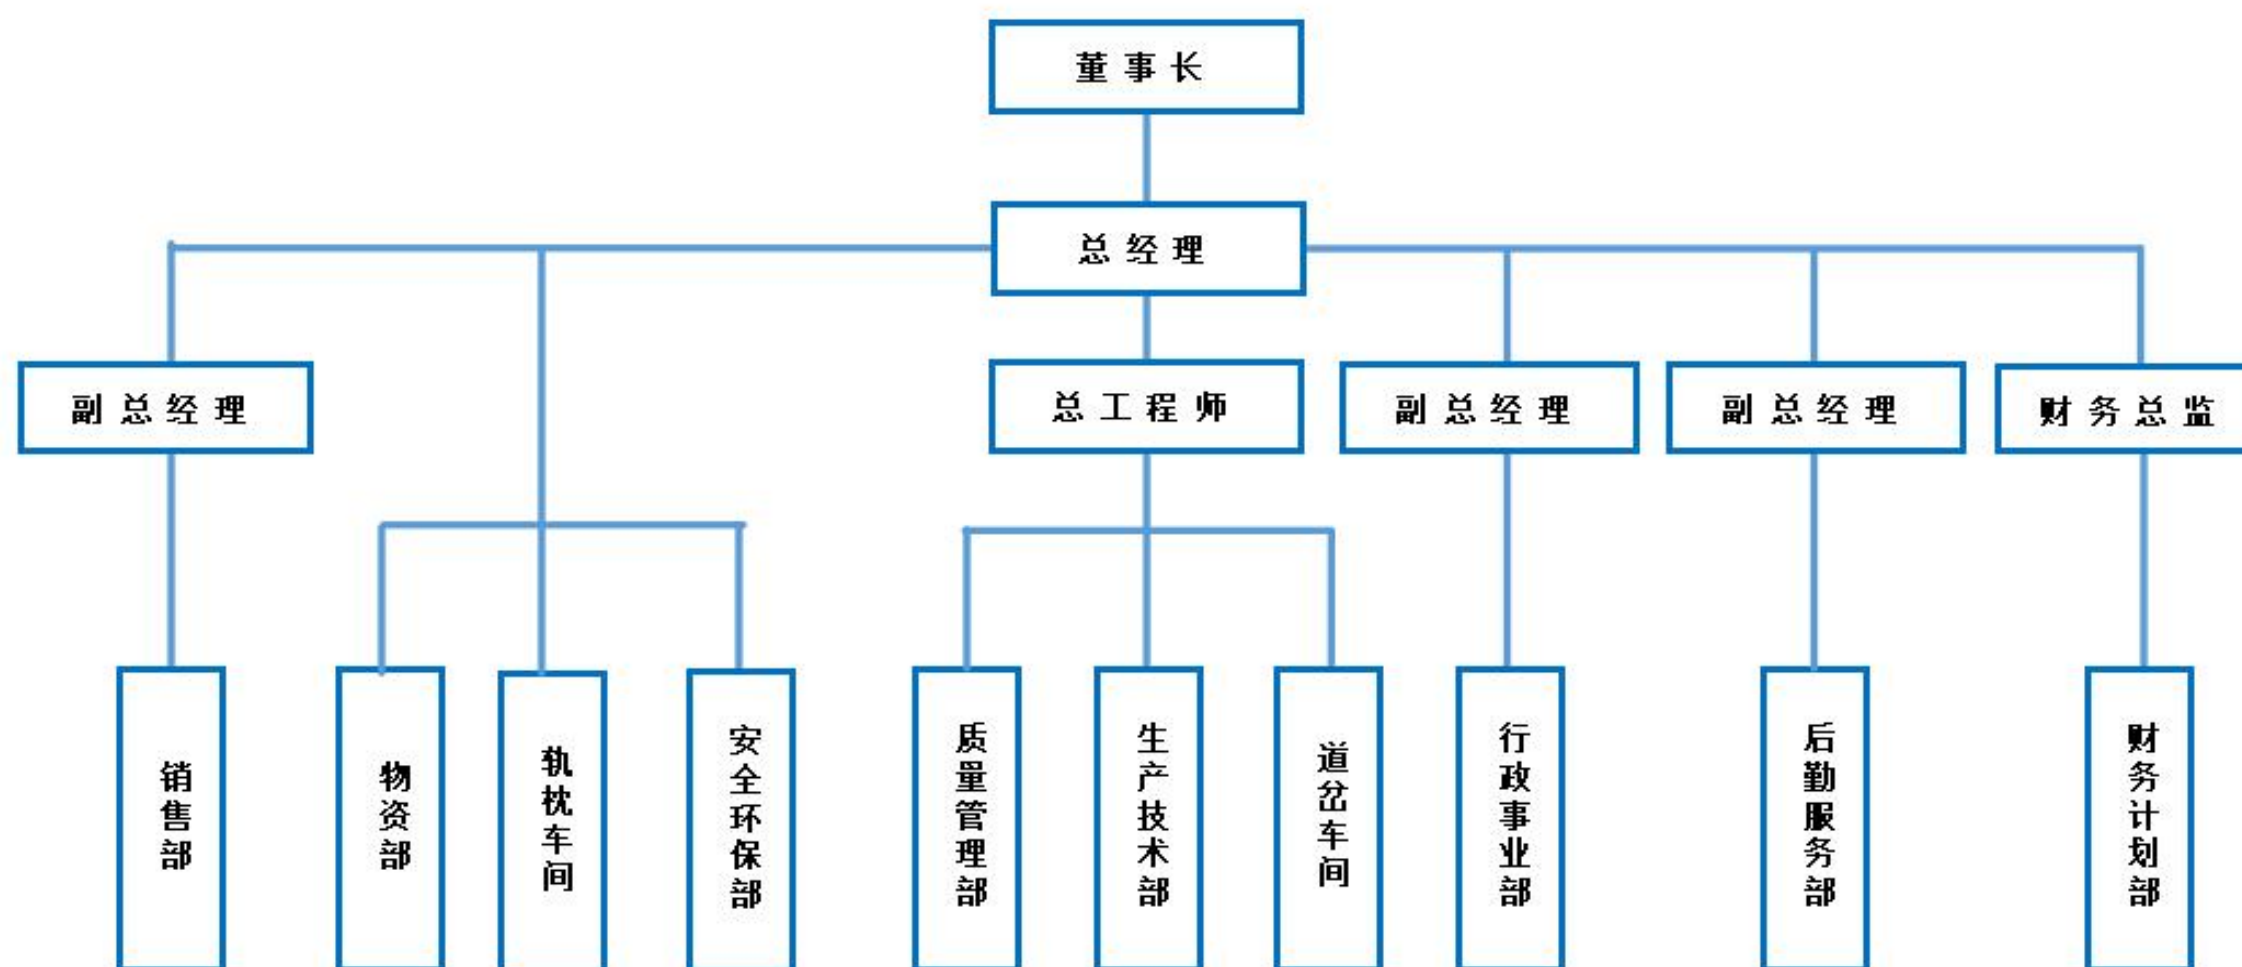 董事长
总经理
副总经理
总工程师
副总经理
副总经理
财务总监
销售部
物资部
轨枕车间
安全环保部
质量管理部
生产技术部
道岔车间
行政事业部
后勤服务部
财务计划部